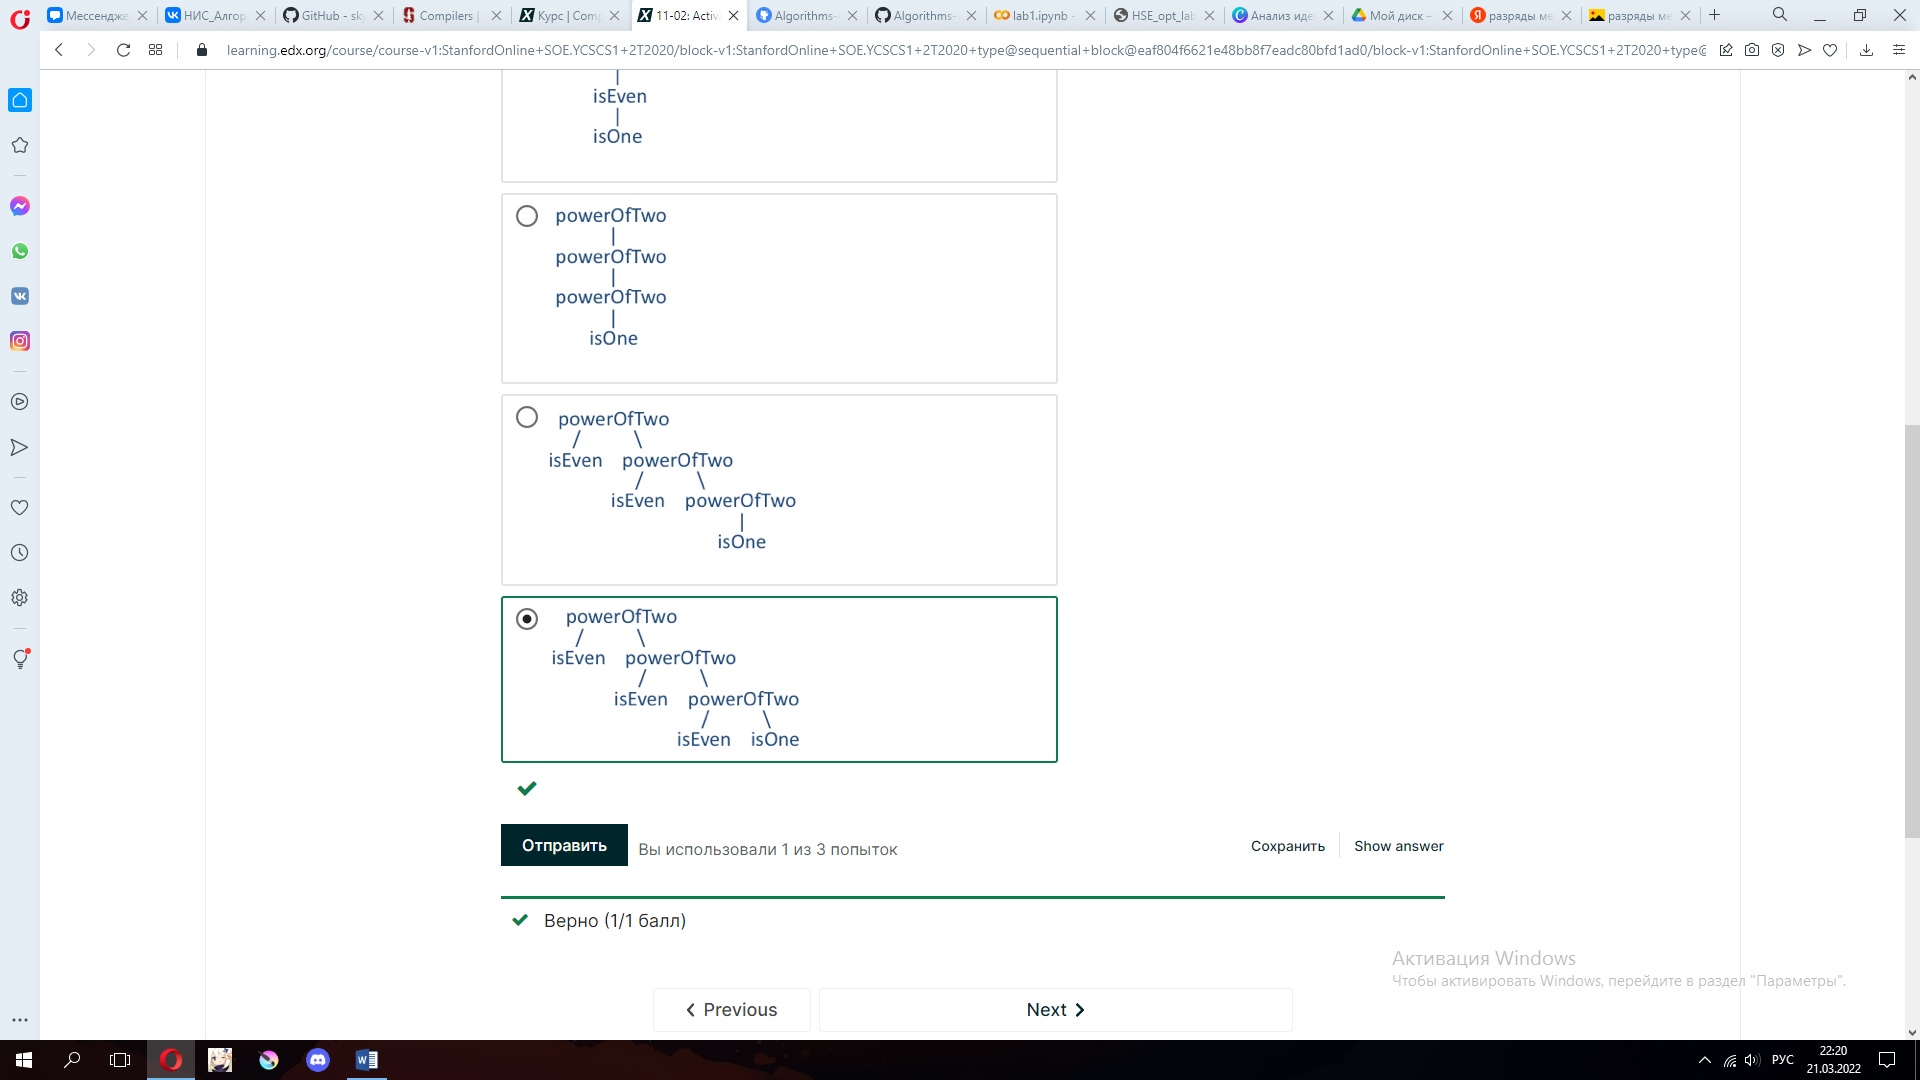 Мессендже НИС_Алгор GitHub - sk Compilers | Курс | Comp 11-02: Activ Algorithms- Algorithms- lab1.ipynb - HSE_opt_lab Анализ иде Мой диск – разряды ме разряды ме
learning.edx.org/course/course-v1:StanfordOnline+SOE.YCSCS1+2T2020/block-v1:StanfordOnline+SOE.YCSCS1+2T2020+type@sequential+block@eaf804f6621e48bb8f7eadc80bfd1ad0/block-v1:StanfordOnline+SOE.YCSCS1+2T2020+type@
isEven
isOne
powerOfTwo
powerOfTwo
powerOfTwo
isOne
powerOfTwo
isEven powerOfTwo
isEven powerOfTwo
isOne
powerOfTwo
isEven powerOfTwo
isEven powerOfTwo
isEven isOne
Отправить Вы использовали 1 из 3 попыток Сохранить Show answer
Верно (1/1 балл)
Активация Windows
Чтобы активировать Windows, перейдите в раздел "Параметры".
Previous Next
РУС 22:20
21.03.2022